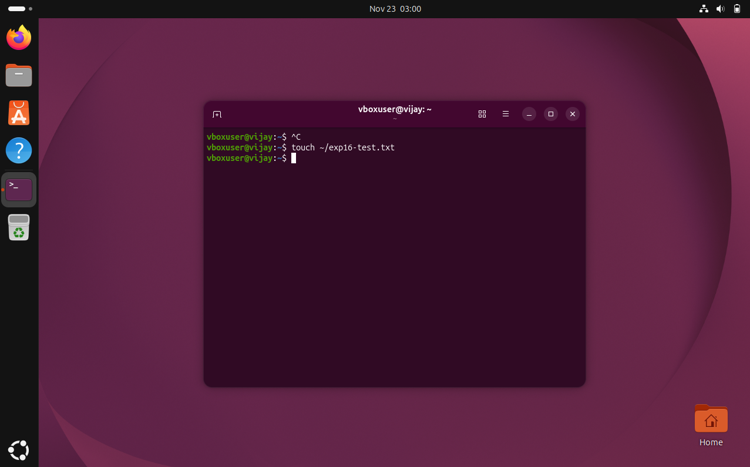 Nov 23 03:00
vboxuser@vijay: ~
~
vboxuser@vijay:~$ ^C
vboxuser@vijay:~$ touch ~/exp16-test.txt
vboxuser@vijay:~$
Home